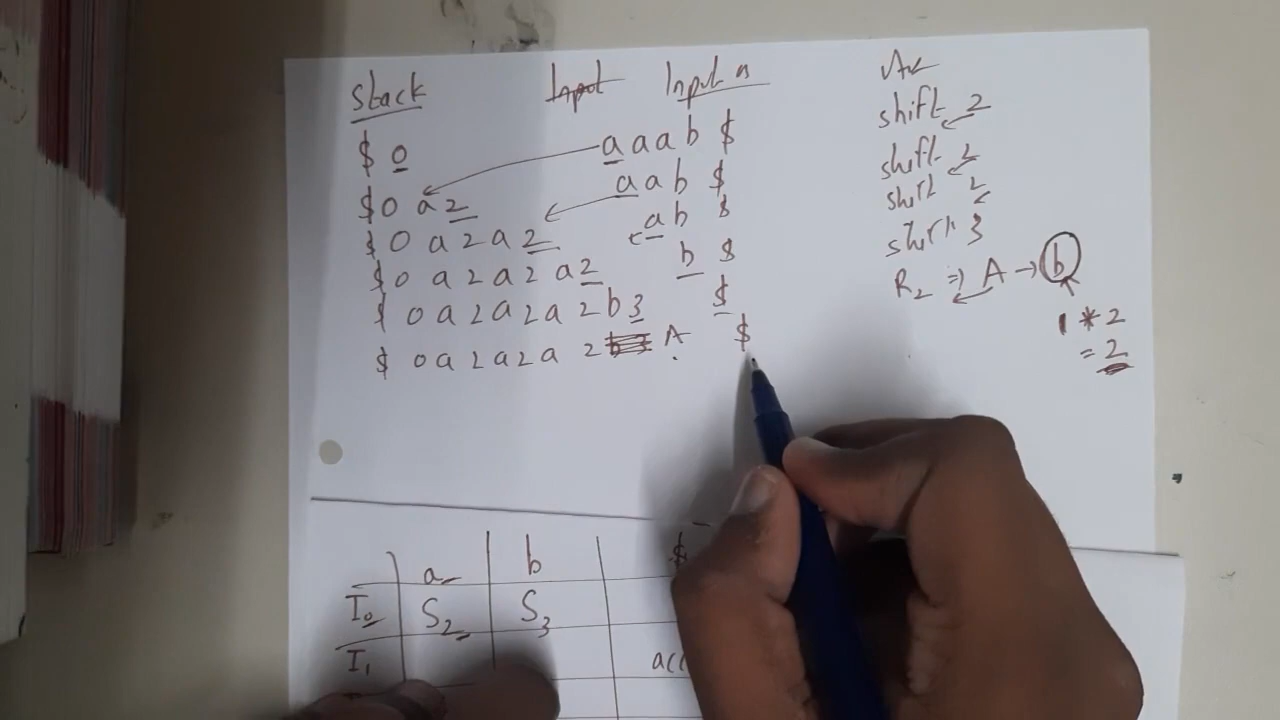 Stack Input Input
$ 0 a a a b $ shift 2
$ 0 a 2 a a b $ shift 2
$ 0 a 2 a 2 a b $ shift 2
$ 0 a 2 a 2 a 2 b $ shift 3
$ 0 a 2 a 2 a 2 b 3 $ R2 => A → b
$ 0 a 2 a 2 a 2 b 3 A $ 1 * 2
= 2
a b $
I0 S2 S3
I1 acc